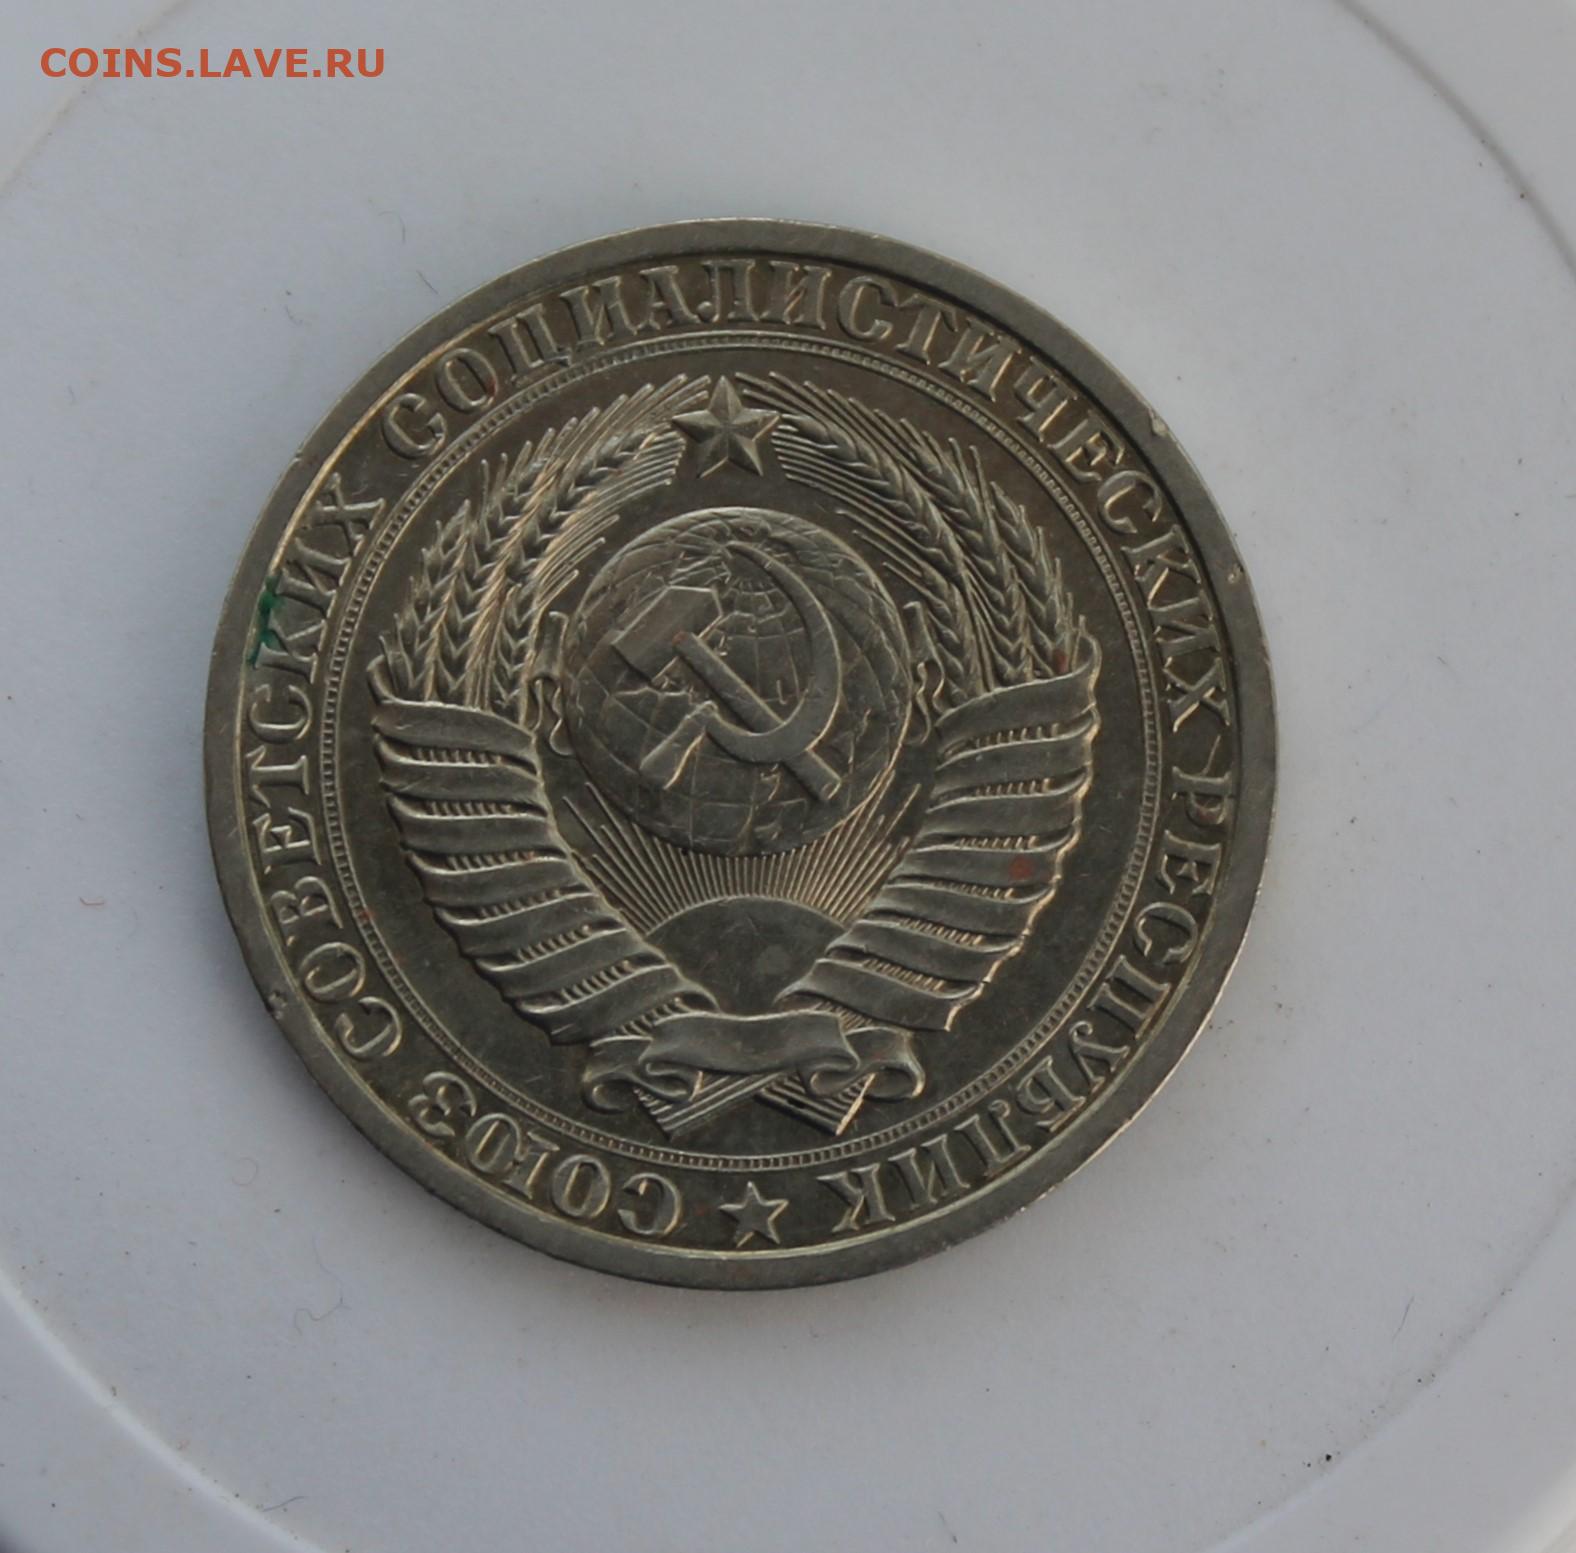 COINS.LAVE.RU
СОЮЗ СОВЕТСКИХ СОЦИАЛИСТИЧЕСКИХ РЕСПУБЛИК